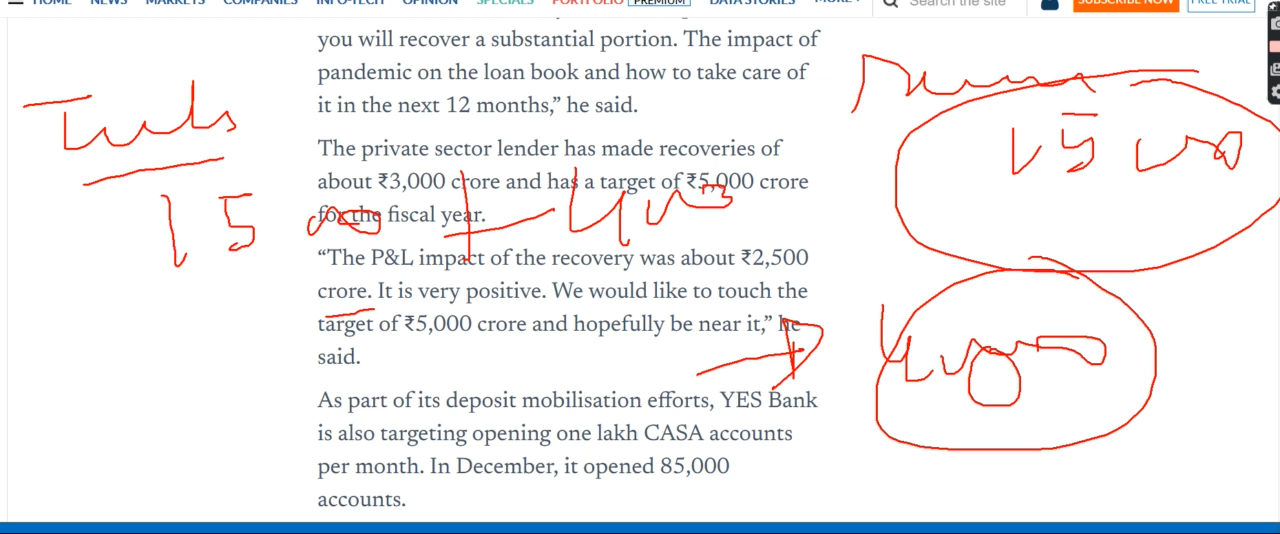 HOME NEWS MARKETS COMPANIES INFO-TECH OPINION SPECIALS PORTFOLIO PREMIUM DATA STORIES MORE Search the site SUBSCRIBE NOW FREE TRIAL
you will recover a substantial portion. The impact of
pandemic on the loan book and how to take care of
it in the next 12 months,” he said.
The private sector lender has made recoveries of
about ₹3,000 crore and has a target of ₹5,000 crore
for the fiscal year.
“The P&L impact of the recovery was about ₹2,500
crore. It is very positive. We would like to touch the
target of ₹5,000 crore and hopefully be near it,” he
said.
As part of its deposit mobilisation efforts, YES Bank
is also targeting opening one lakh CASA accounts
per month. In December, it opened 85,000
accounts.